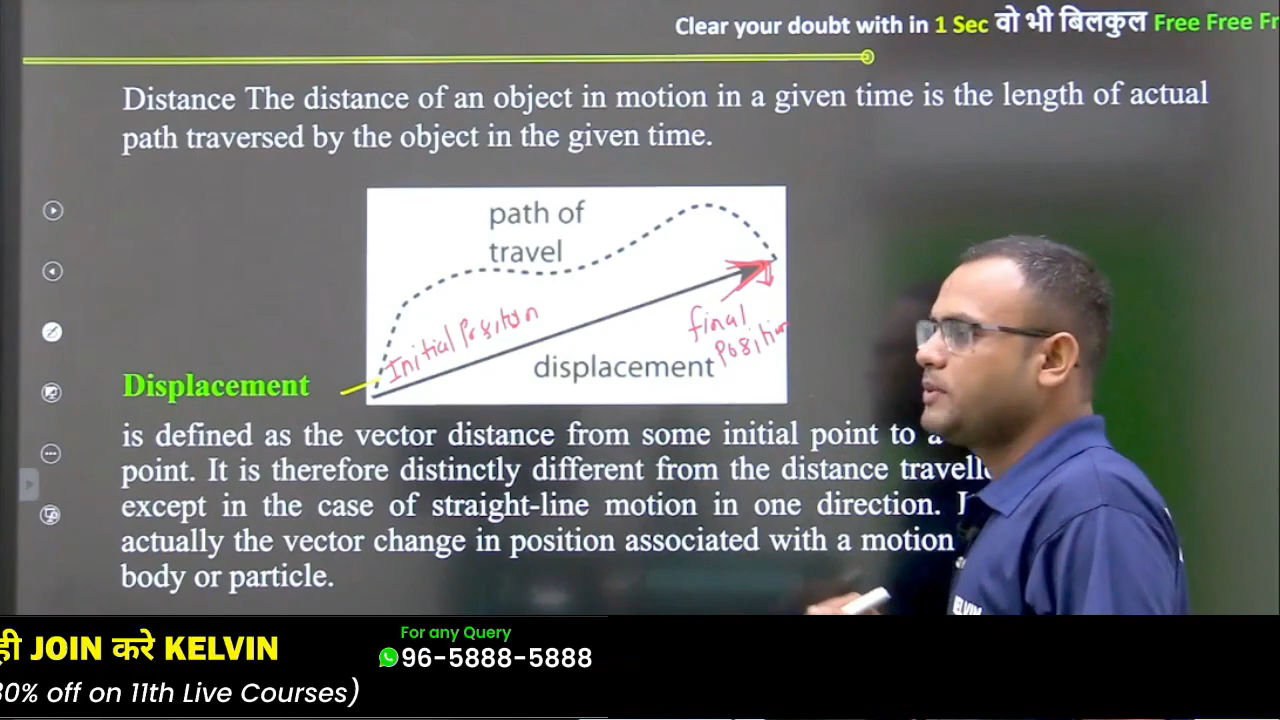 Clear your doubt with in 1 Sec वो भी बिलकुल Free Free Fr
Distance The distance of an object in motion in a given time is the length of actual
path traversed by the object in the given time.
path of
travel
Initial Position
final
Position
displacement
Displacement
is defined as the vector distance from some initial point to a
point. It is therefore distinctly different from the distance travelle
except in the case of straight-line motion in one direction. I
actually the vector change in position associated with a motion
body or particle.
ही JOIN करे KELVIN
For any Query
96-5888-5888
30% off on 11th Live Courses)